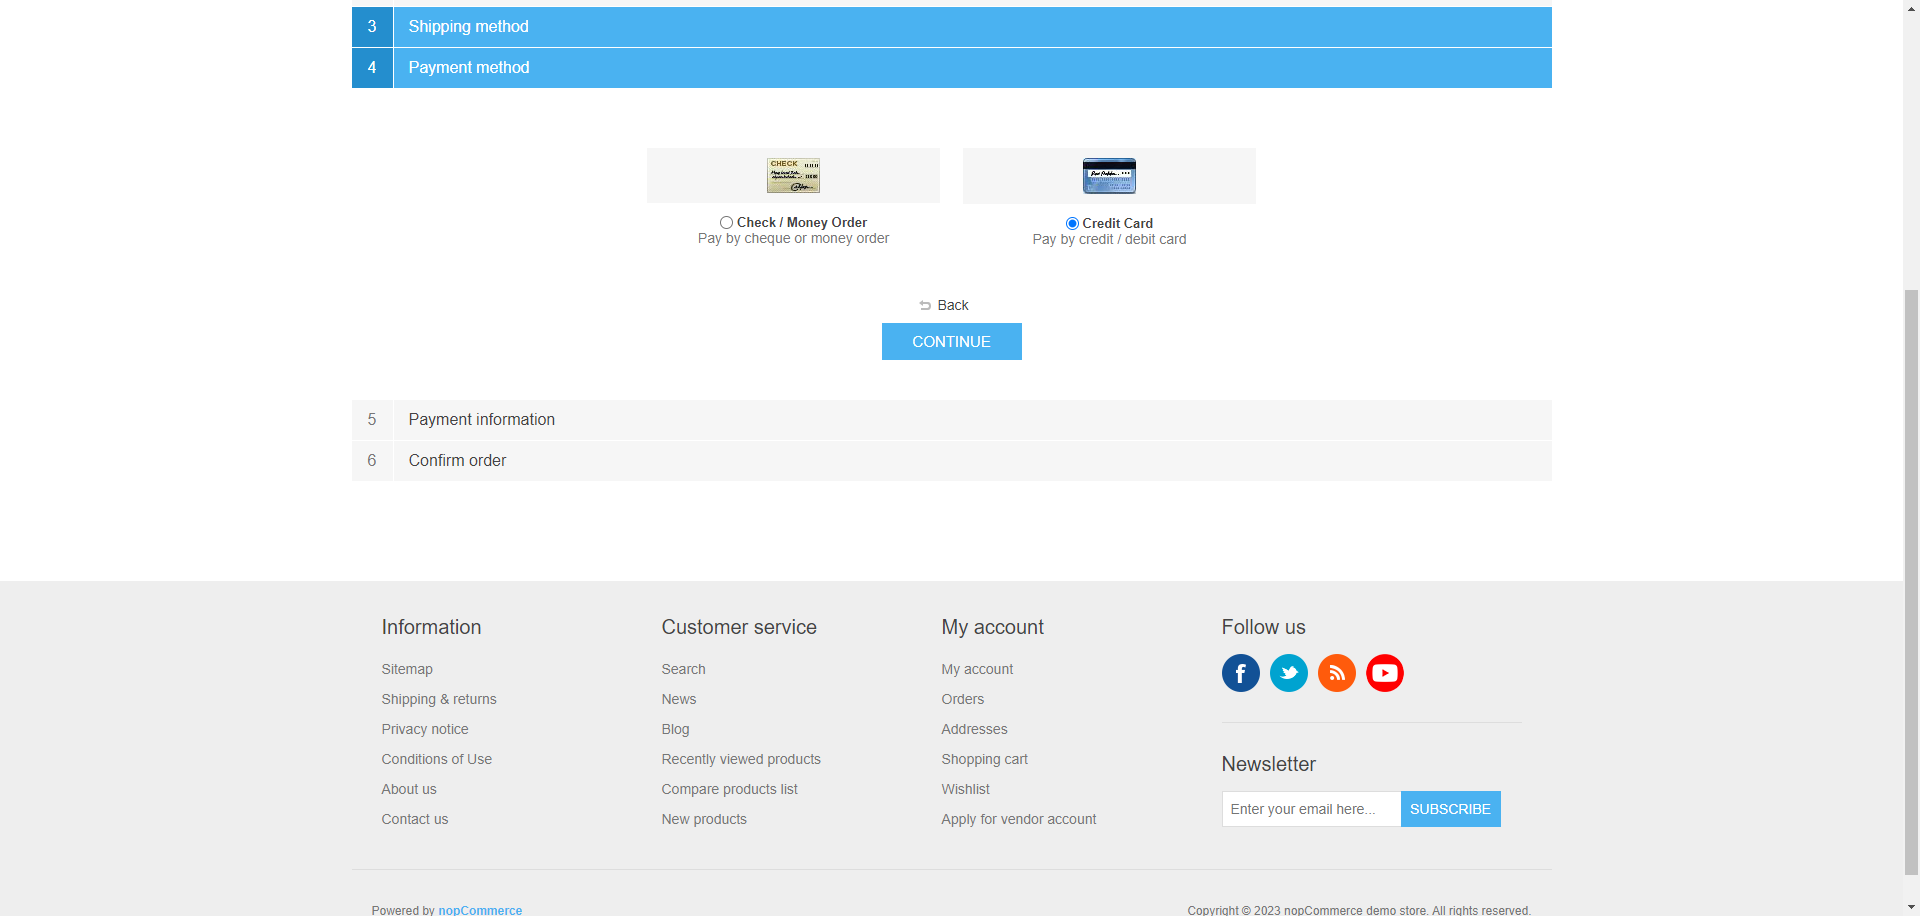 3 Shipping method
4 Payment method
CHECK
Check / Money Order
Pay by cheque or money order
Credit Card
Pay by credit / debit card
Back
CONTINUE
5 Payment information
6 Confirm order
Information
Sitemap
Shipping & returns
Privacy notice
Conditions of Use
About us
Contact us
Customer service
Search
News
Blog
Recently viewed products
Compare products list
New products
My account
My account
Orders
Addresses
Shopping cart
Wishlist
Apply for vendor account
Follow us
Newsletter
Enter your email here...
SUBSCRIBE
Powered by nopCommerce
Copyright © 2023 nopCommerce demo store. All rights reserved.